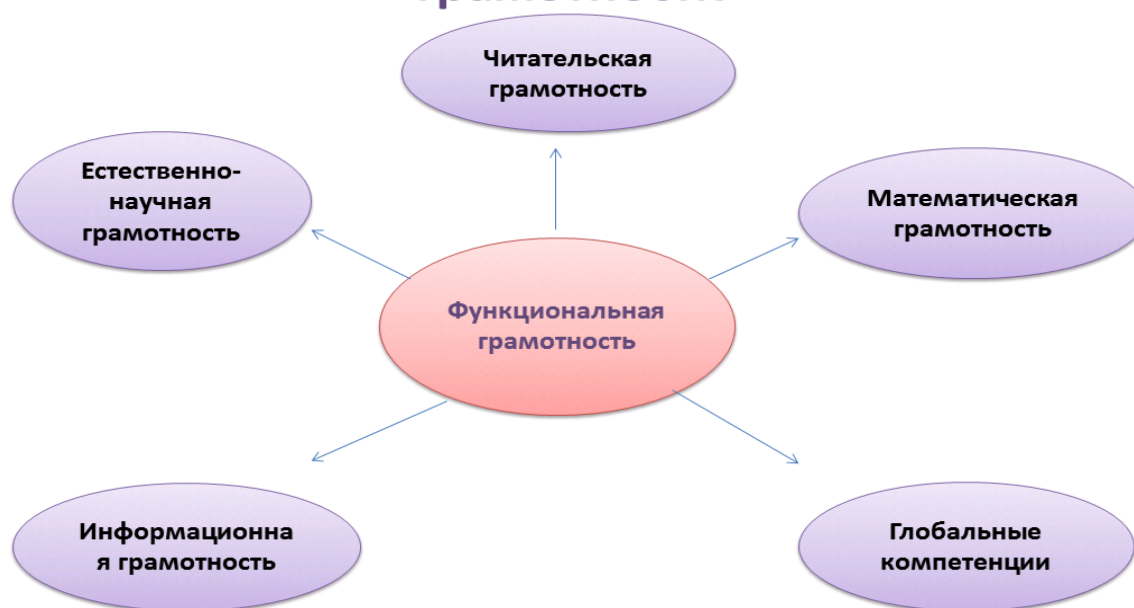 Читательская
грамотность
Естественно-
научная
грамотность
Математическая
грамотность
Функциональная
грамотность
Информационна
я грамотность
Глобальные
компетенции